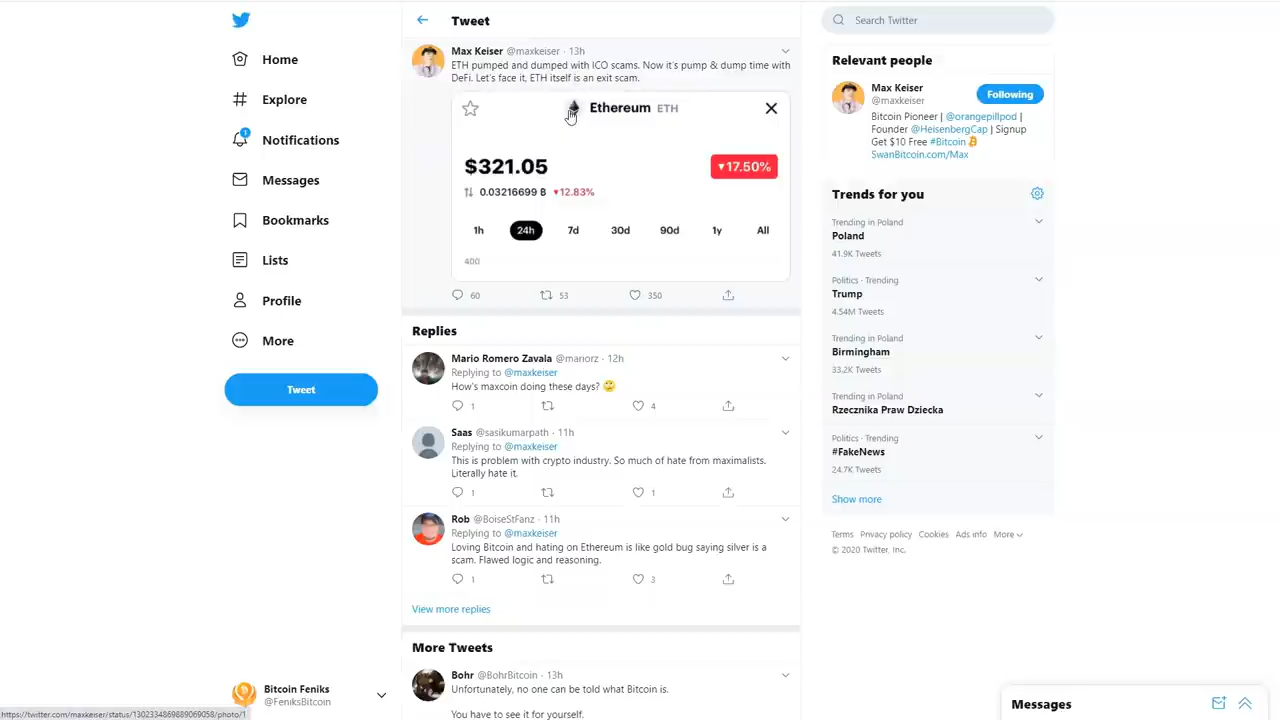 Home
Explore
1
Notifications
Messages
Bookmarks
Lists
Profile
More
Tweet
Bitcoin Feniks
@FeniksBitcoin
https://twitter.com/maxkeiser/status/1302334869889069058/photo/1
Tweet
Max Keiser @maxkeiser · 13h
ETH pumped and dumped with ICO scams. Now it's pump & dump time with
DeFi. Let's face it, ETH itself is an exit scam.
Ethereum ETH
$321.05
▼17.50%
0.03216699 B ▼12.83%
1h 24h 7d 30d 90d 1y All
400
60 53 350
Replies
Mario Romero Zavala @manorz · 12h
Replying to @maxkeiser
How's maxcoin doing these days? 🙄
1 4
Saas @sasikumarpath · 11h
Replying to @maxkeiser
This is problem with crypto industry. So much of hate from maximalists.
Literally hate it.
1 1
Rob @BoiseStFanz · 11h
Replying to @maxkeiser
Loving Bitcoin and hating on Ethereum is like gold bug saying silver is a
scam. Flawed logic and reasoning.
1 3
View more replies
More Tweets
Bohr @BohrBitcoin · 13h
Unfortunately, no one can be told what Bitcoin is.
You have to see it for yourself.
Search Twitter
Relevant people
Max Keiser
@maxkeiser
Following
Bitcoin Pioneer | @orangepillpod |
Founder @HeisenbergCap | Signup
Get $10 Free #Bitcoin
SwanBitcoin.com/Max
Trends for you
Trending in Poland
Poland
41.9K Tweets
Politics · Trending
Trump
4.54M Tweets
Trending in Poland
Birmingham
33.2K Tweets
Trending in Poland
Rzecznika Praw Dziecka
Politics · Trending
#FakeNews
24.7K Tweets
Show more
Terms Privacy policy Cookies Ads info More
© 2020 Twitter, Inc.
Messages